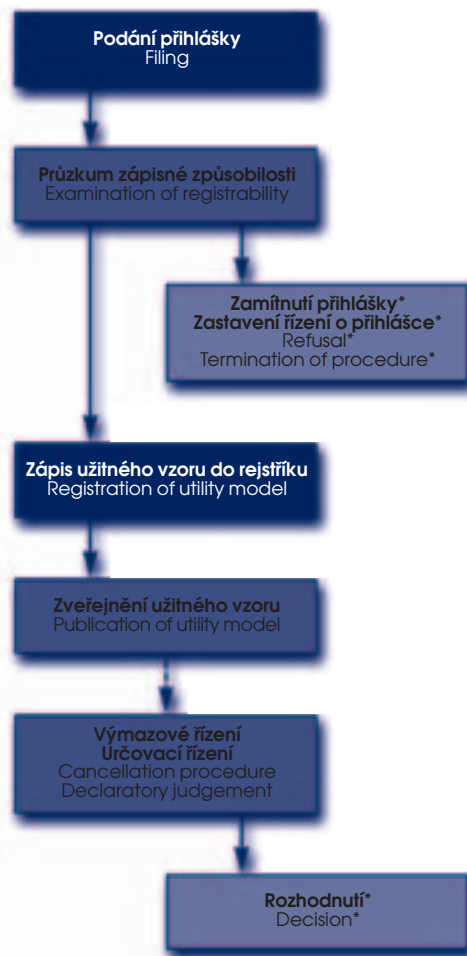 Podání přihlášky
Filing
Průzkum zápisné způsobilosti
Examination of registrability
Zamítnutí přihlášky*
Zastavení řízení o přihlášce*
Refusal*
Termination of procedure*
Zápis užitného vzoru do rejstříku
Registration of utility model
Zveřejnění užitného vzoru
Publication of utility model
Výmazové řízení
Určovací řízení
Cancellation procedure
Declaratory judgement
Rozhodnutí*
Decision*